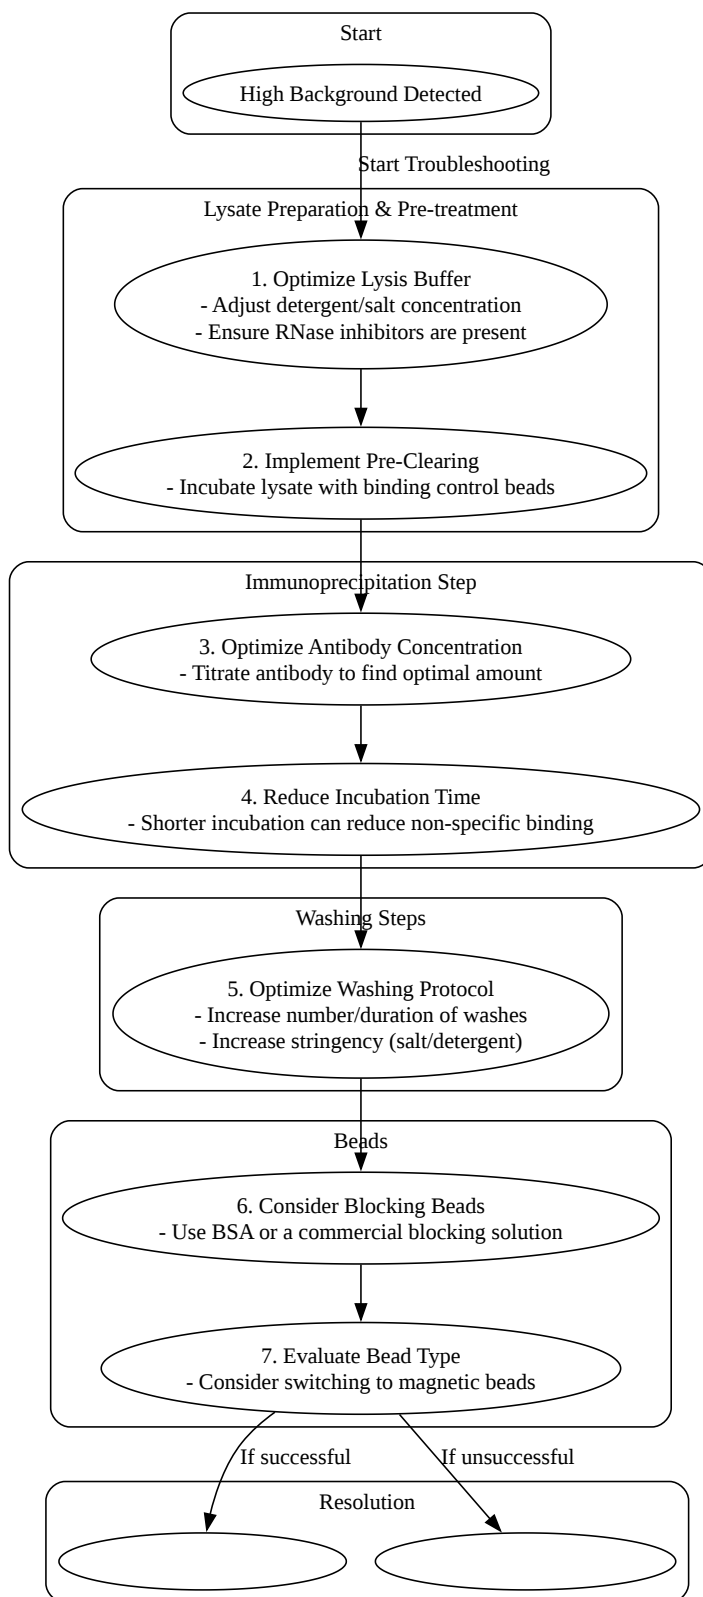 Start
High Background Detected
Start Troubleshooting
Lysate Preparation & Pre-treatment
1. Optimize Lysis Buffer
- Adjust detergent/salt concentration
- Ensure RNase inhibitors are present
2. Implement Pre-Clearing
- Incubate lysate with binding control beads
Immunoprecipitation Step
3. Optimize Antibody Concentration
- Titrate antibody to find optimal amount
4. Reduce Incubation Time
- Shorter incubation can reduce non-specific binding
Washing Steps
5. Optimize Washing Protocol
- Increase number/duration of washes
- Increase stringency (salt/detergent)
Beads
6. Consider Blocking Beads
- Use BSA or a commercial blocking solution
7. Evaluate Bead Type
- Consider switching to magnetic beads
If successful
If unsuccessful
Resolution